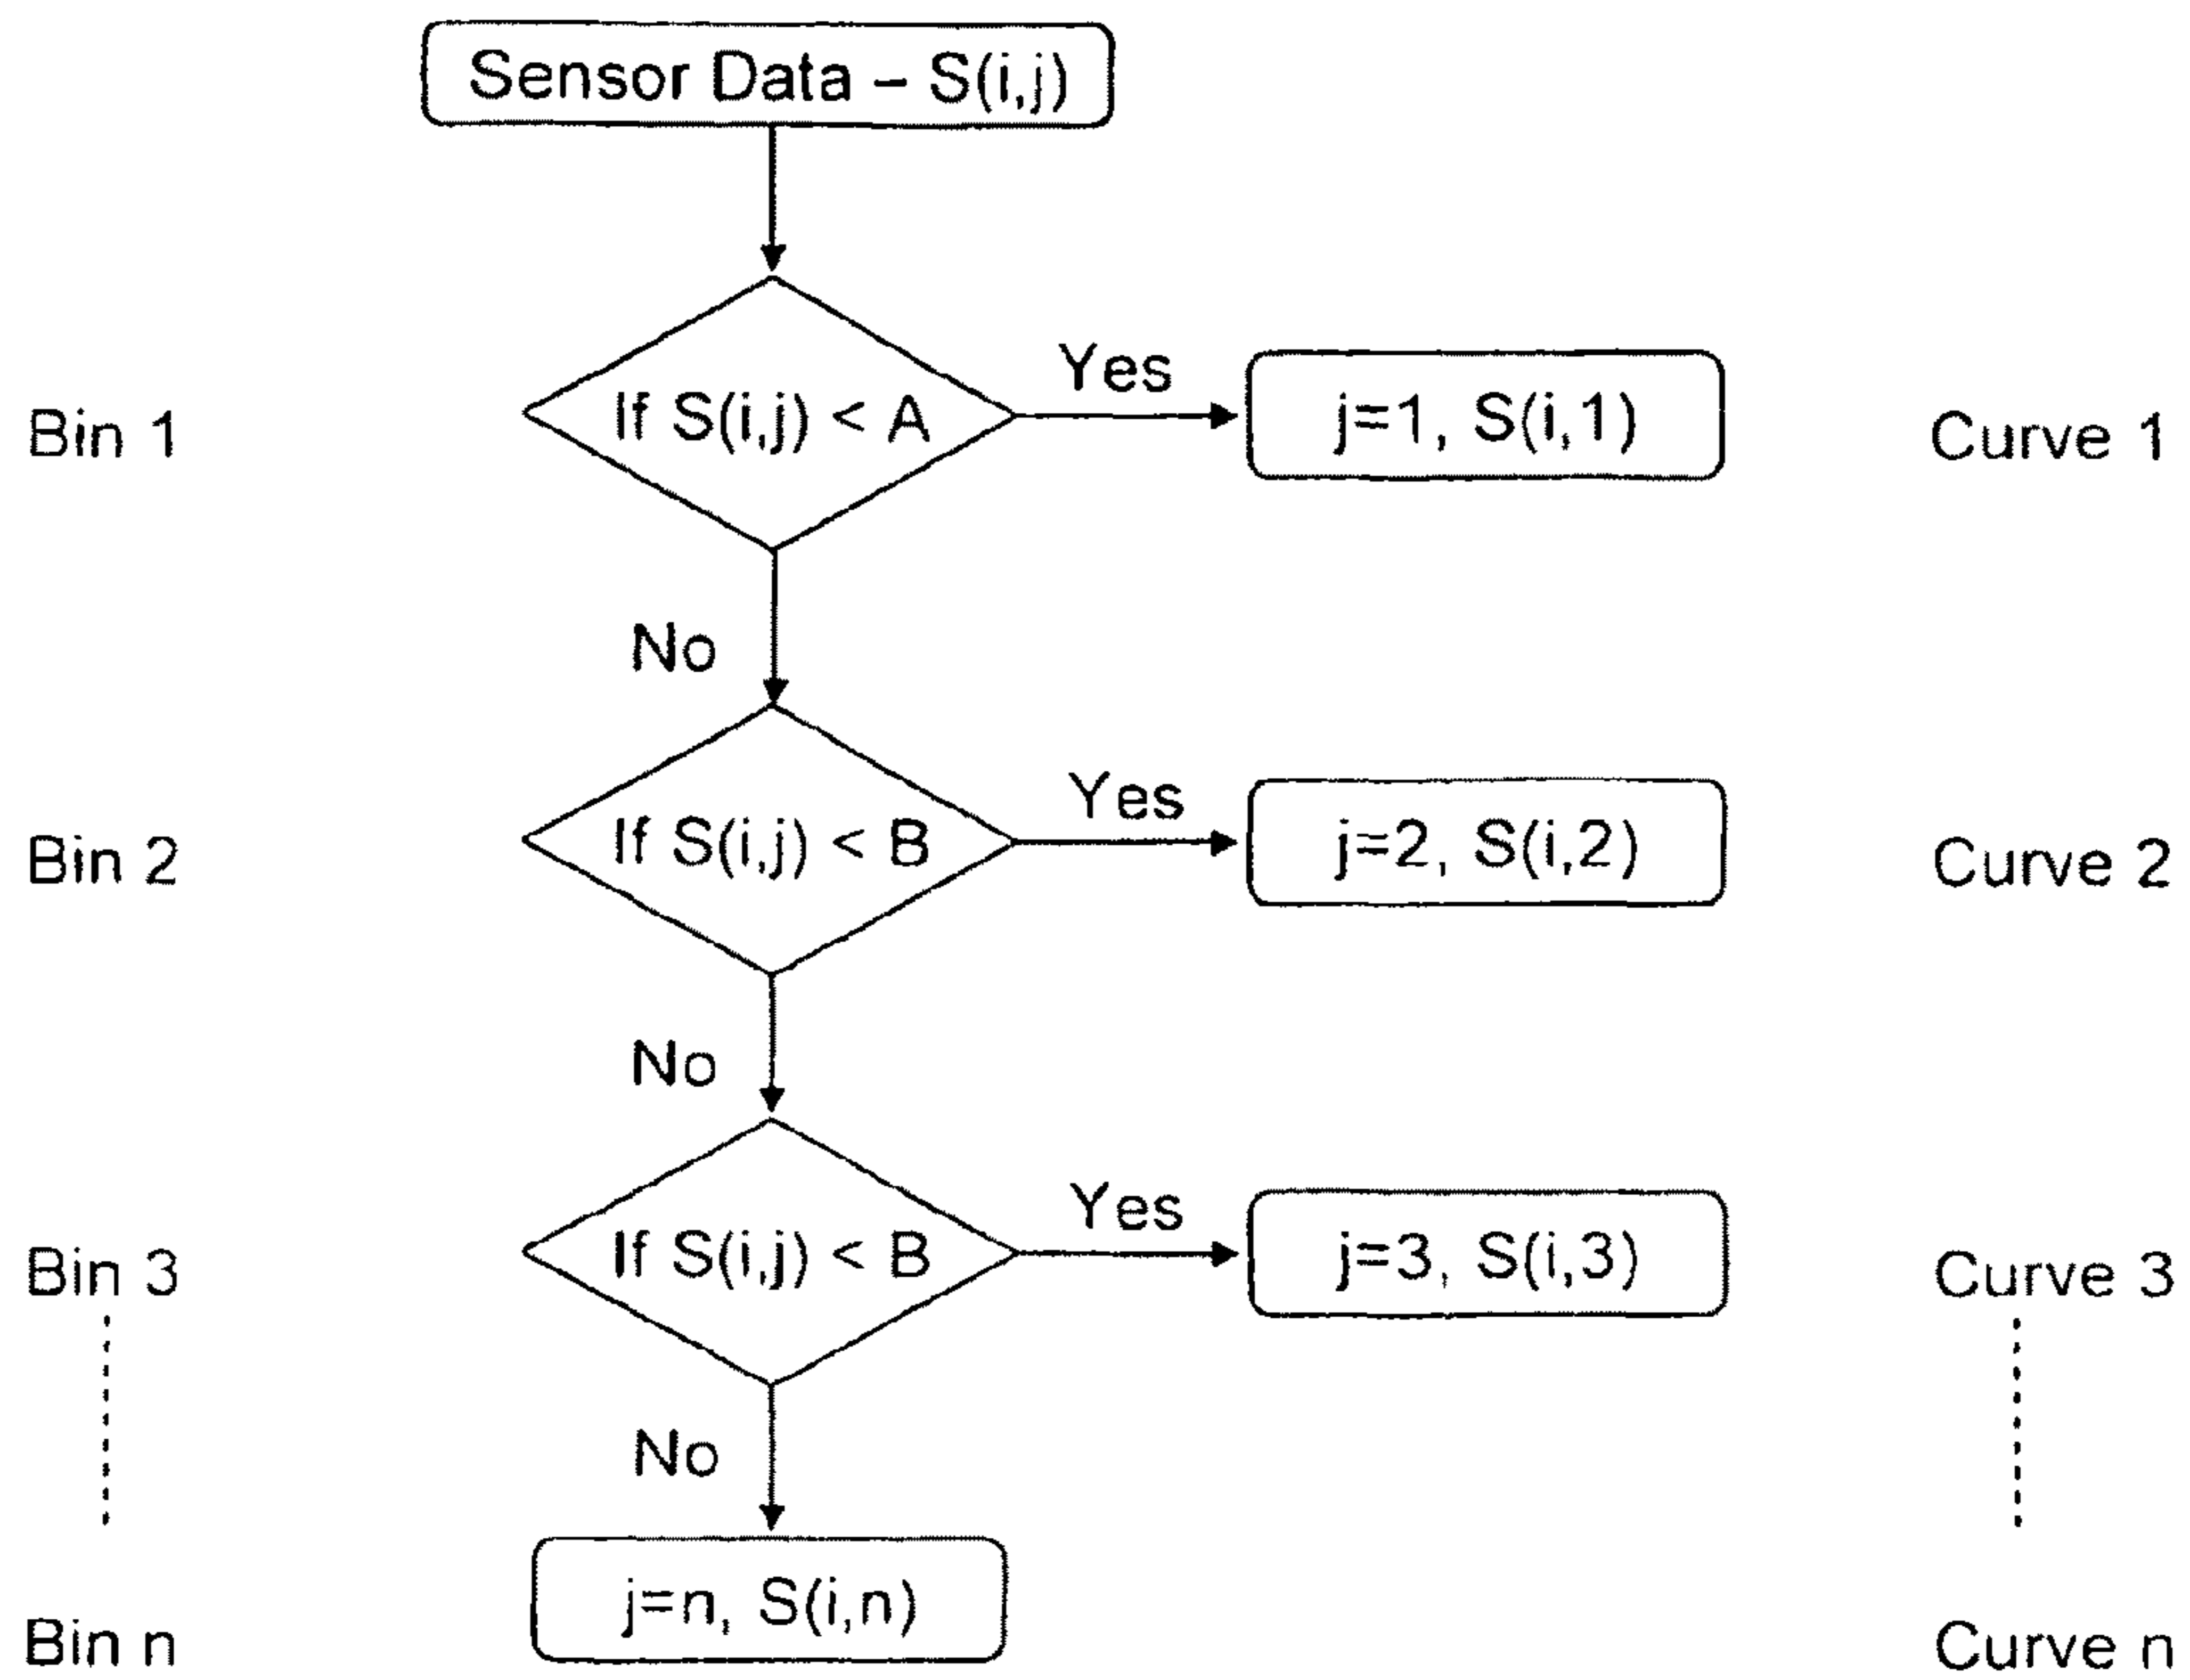 Sensor Data – S(i,j)
Bin 1
If S(i,j) < A
Yes
j=1, S(i,1)
Curve 1
No
Bin 2
If S(i,j) < B
Yes
j=2, S(i,2)
Curve 2
No
Bin 3
If S(i,j) < B
Yes
j=3, S(i,3)
Curve 3
No
Bin n
j=n, S(i,n)
Curve n